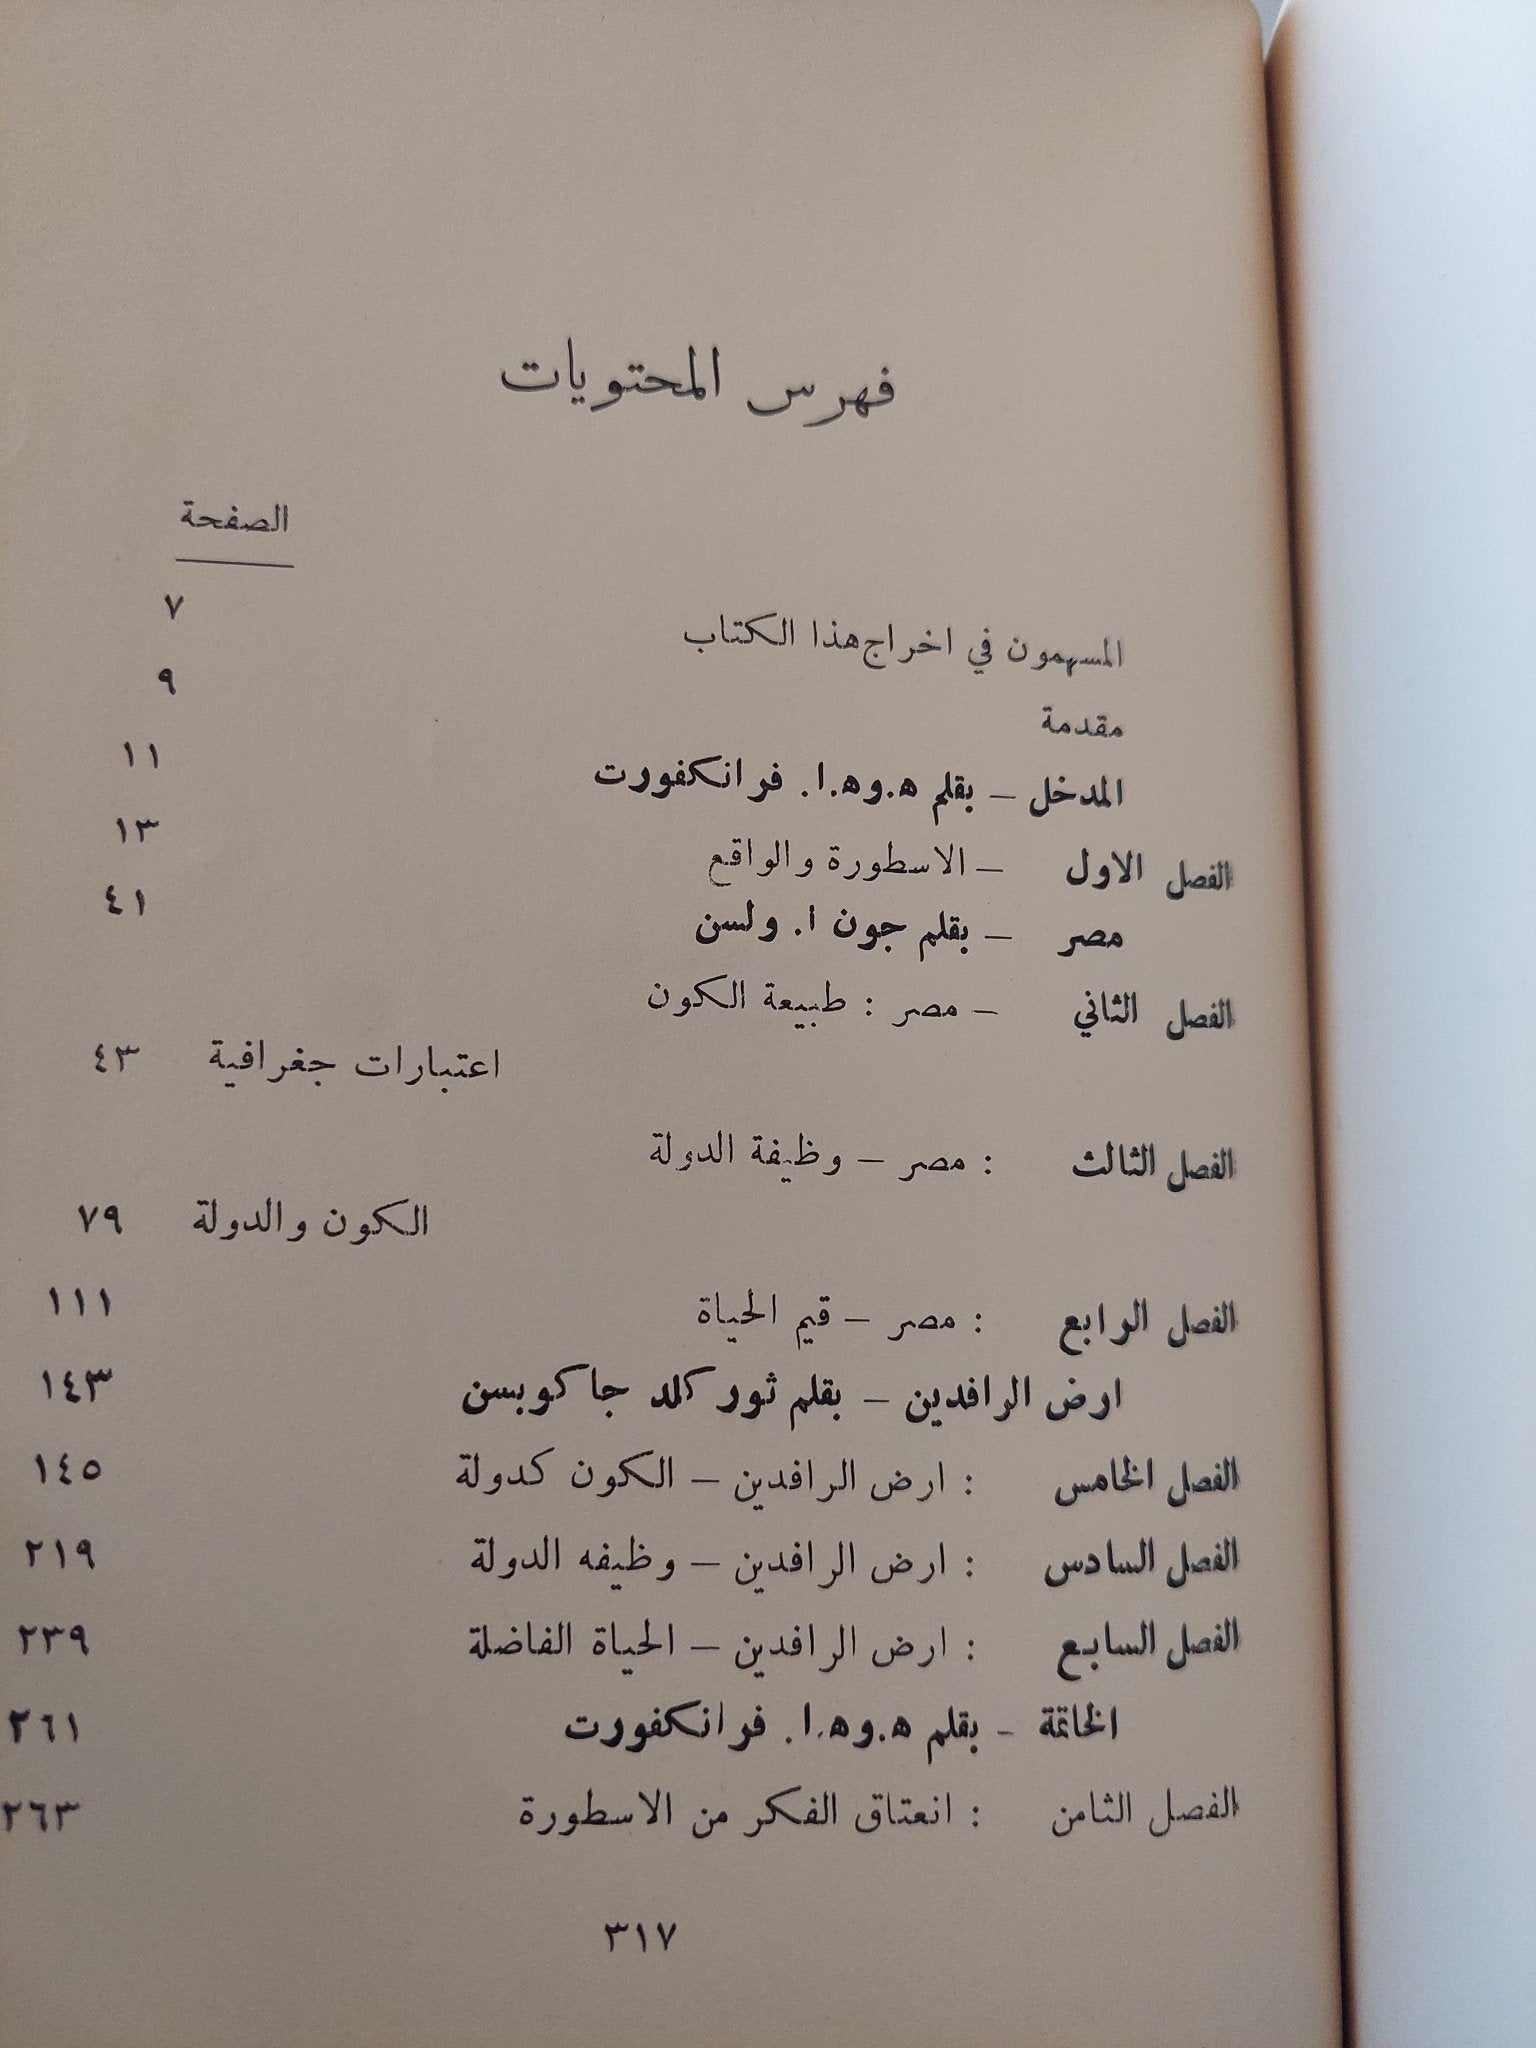 فهرس المحتويات
الصفحة
المسهمون في اخراج هذا الكتاب ٧
مقدمة ٩
المدخل – بقلم ه. و ه. ا. فرانكفورت ١١
الفصل الاول – الاسطورة والواقع ١٣
مصر – بقلم جون ا. ولسن ٤١
الفصل الثاني – مصر : طبيعة الكون
اعتبارات جغرافية ٤٣
الفصل الثالث : مصر – وظيفة الدولة
الكون والدولة ٧٩
الفصل الرابع : مصر – قيم الحياة ١١١
ارض الرافدين – بقلم ثوركلد جاكوبسن ١٤٣
الفصل الخامس : ارض الرافدين – الكون كدولة ١٤٥
الفصل السادس : ارض الرافدين – وظيفه الدولة ٢١٩
الفصل السابع : ارض الرافدين – الحياة الفاضلة ٢٣٩
الخاتمة - بقلم ه. و ه. ا. فرانكفورت ٢٦١
الفصل الثامن : انعتاق الفكر من الاسطورة ٢٦٣
٣١٧